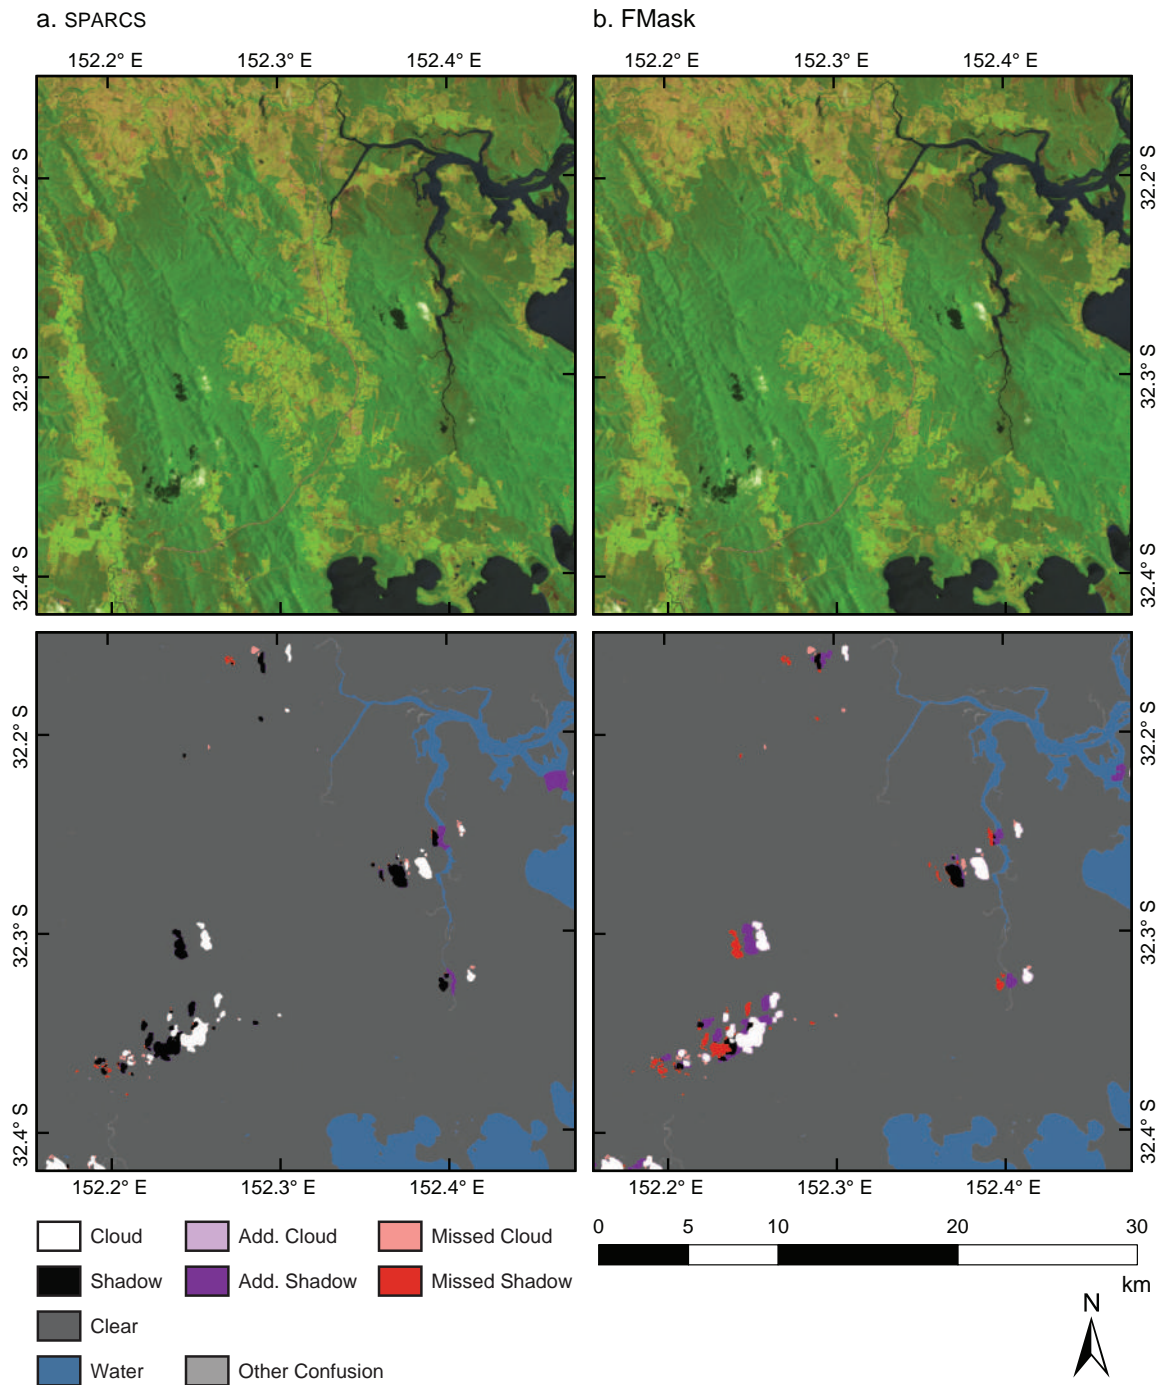 a. SPARCS
b. FMask
152.2° E 152.3° E 152.4° E
152.2° E 152.3° E 152.4° E
32.2° S
32.3° S
32.4° S
32.2° S
32.3° S
32.4° S
32.2° S
32.3° S
32.4° S
32.2° S
32.3° S
32.4° S
152.2° E 152.3° E 152.4° E
152.2° E 152.3° E 152.4° E
Cloud Add. Cloud Missed Cloud
Shadow Add. Shadow Missed Shadow
Clear
Water Other Confusion
0 5 10 20 30
km
N